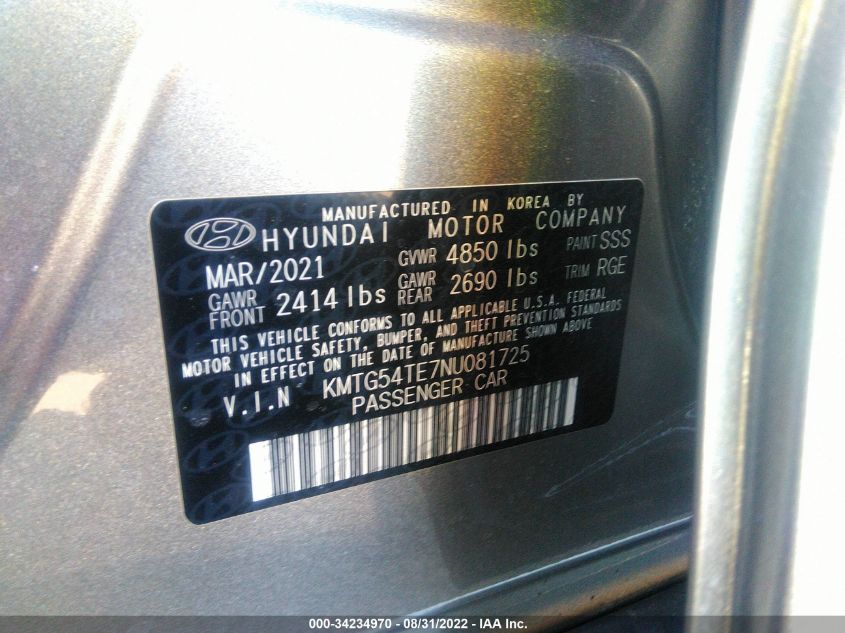 MANUFACTURED IN KOREA BY
HYUNDAI MOTOR COMPANY
MAR/2021 GVWR 4850 lbs PAINT SSS
GAWR FRONT 2414 lbs GAWR REAR 2690 lbs TRIM RGE
THIS VEHICLE CONFORMS TO ALL APPLICABLE U.S.A. FEDERAL
MOTOR VEHICLE SAFETY, BUMPER, AND THEFT PREVENTION STANDARDS
IN EFFECT ON THE DATE OF MANUFACTURE SHOWN ABOVE
V.I.N KMTG54TE7NU081725
PASSENGER CAR
000-34234970 - 08/31/2022 - IAA Inc.